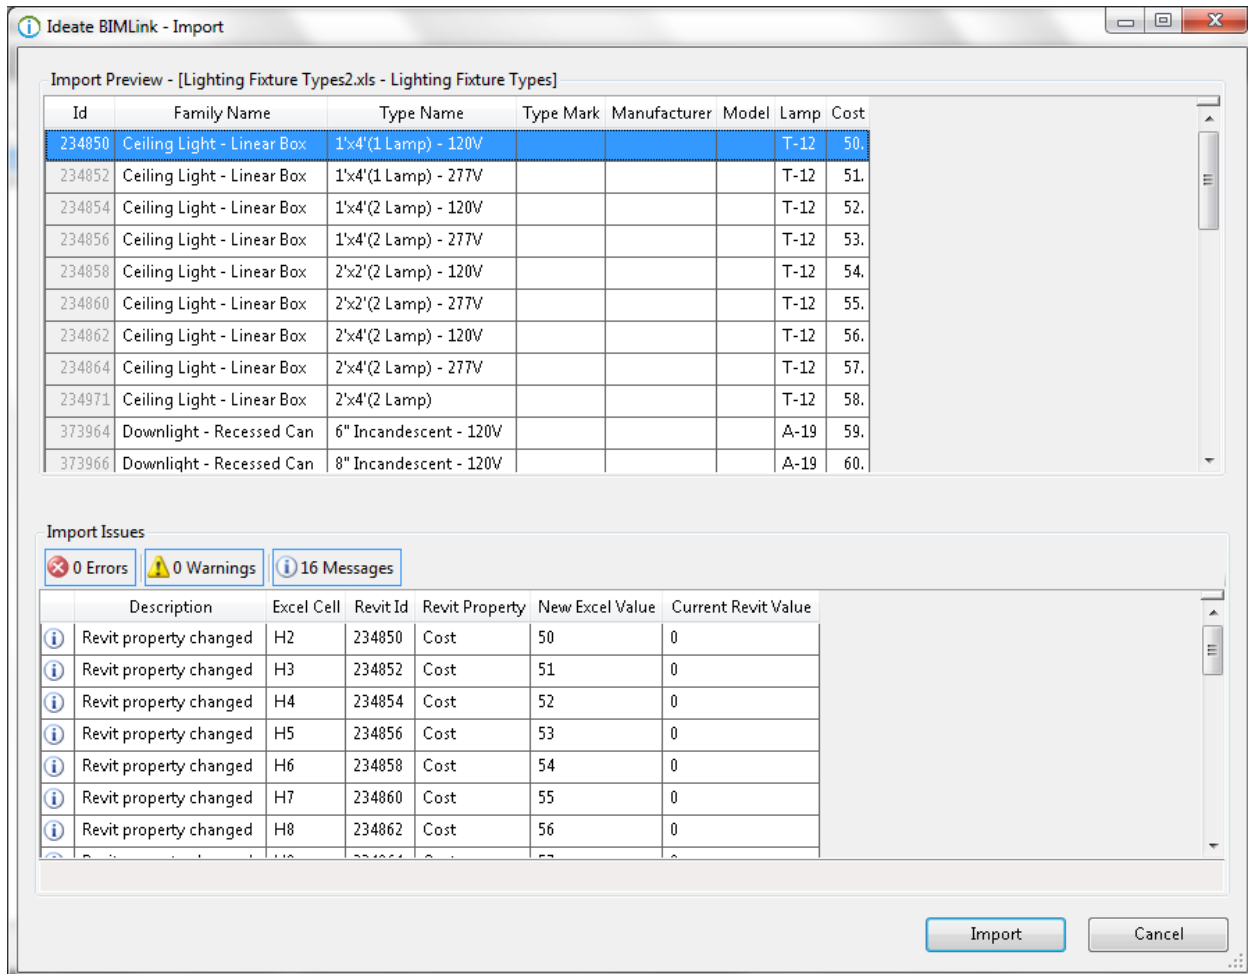 Ideate BIMLink - Import
Import Preview - [Lighting Fixture Types2.xls - Lighting Fixture Types]
Id Family Name Type Name Type Mark Manufacturer Model Lamp Cost
234850 Ceiling Light - Linear Box 1'x4'(1 Lamp) - 120V T-12 50.
234852 Ceiling Light - Linear Box 1'x4'(1 Lamp) - 277V T-12 51.
234854 Ceiling Light - Linear Box 1'x4'(2 Lamp) - 120V T-12 52.
234856 Ceiling Light - Linear Box 1'x4'(2 Lamp) - 277V T-12 53.
234858 Ceiling Light - Linear Box 2'x2'(2 Lamp) - 120V T-12 54.
234860 Ceiling Light - Linear Box 2'x2'(2 Lamp) - 277V T-12 55.
234862 Ceiling Light - Linear Box 2'x4'(2 Lamp) - 120V T-12 56.
234864 Ceiling Light - Linear Box 2'x4'(2 Lamp) - 277V T-12 57.
234971 Ceiling Light - Linear Box 2'x4'(2 Lamp) T-12 58.
373964 Downlight - Recessed Can 6" Incandescent - 120V A-19 59.
373966 Downlight - Recessed Can 8" Incandescent - 120V A-19 60.
Import Issues
0 Errors 0 Warnings 16 Messages
Description Excel Cell Revit Id Revit Property New Excel Value Current Revit Value
Revit property changed H2 234850 Cost 50 0
Revit property changed H3 234852 Cost 51 0
Revit property changed H4 234854 Cost 52 0
Revit property changed H5 234856 Cost 53 0
Revit property changed H6 234858 Cost 54 0
Revit property changed H7 234860 Cost 55 0
Revit property changed H8 234862 Cost 56 0
Import Cancel